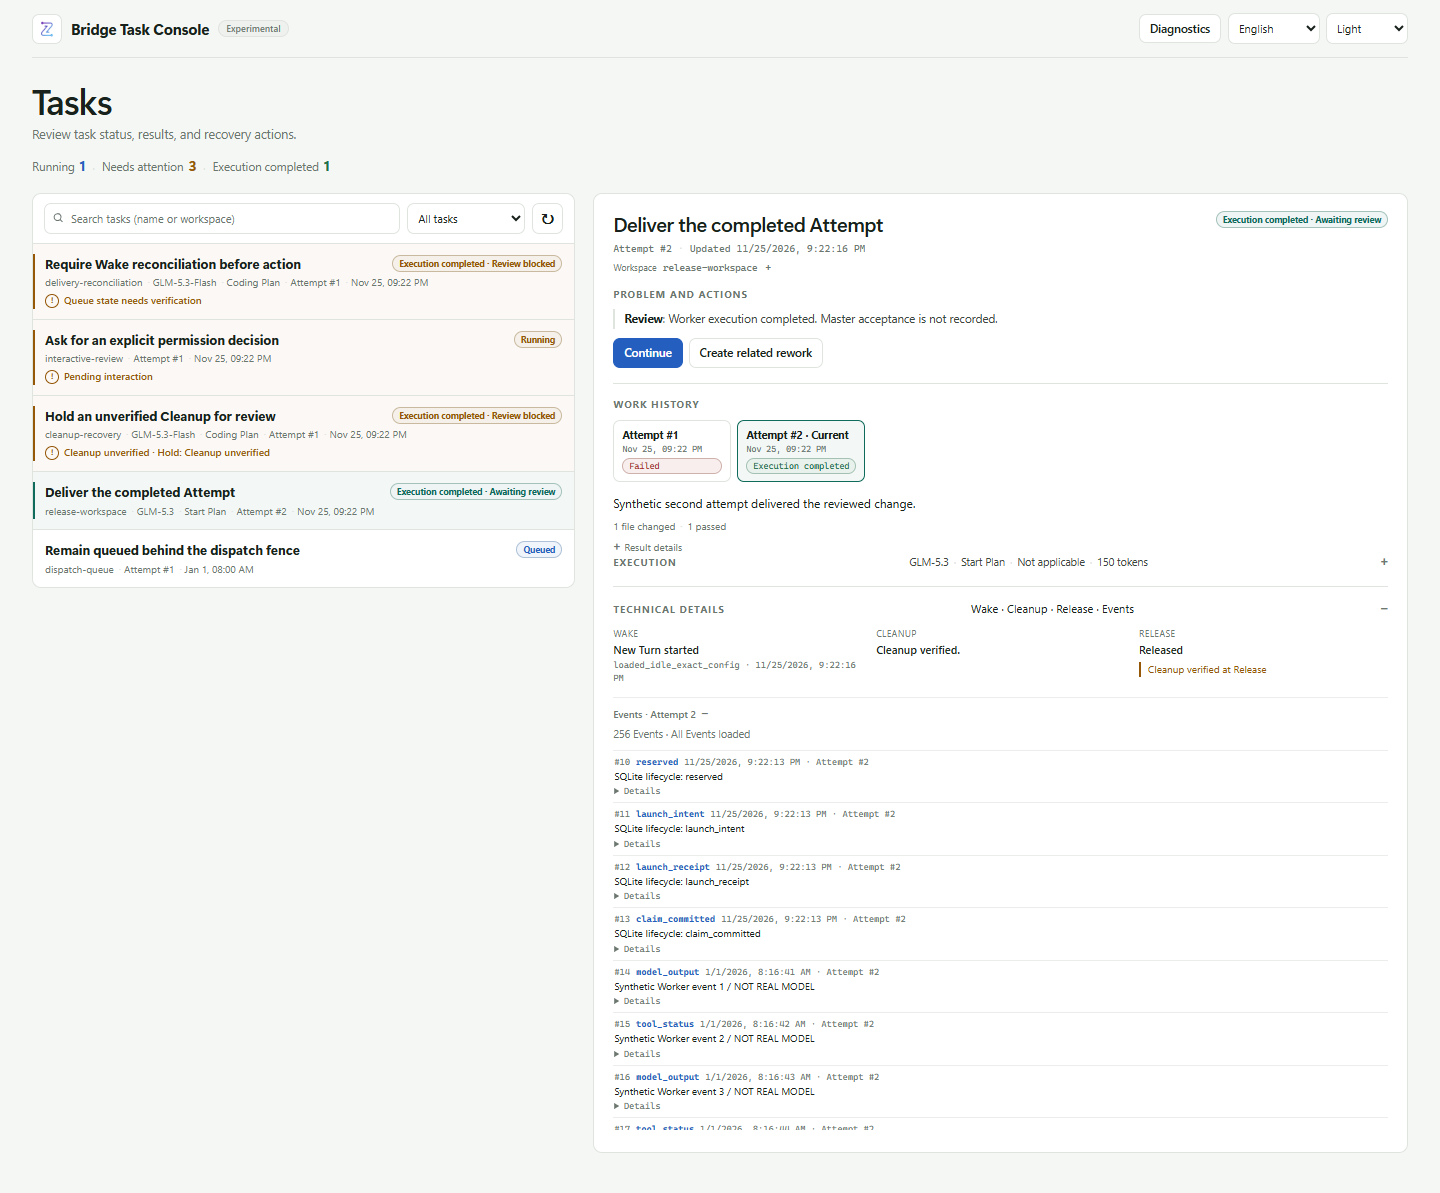 Bridge Task Console Experimental Diagnostics English Light
Tasks
Review task status, results, and recovery actions.
Running 1 · Needs attention 3 · Execution completed 1
Search tasks (name or workspace) All tasks ↻
Require Wake reconciliation before action Execution completed · Review blocked
delivery-reconciliation · GLM-5.3-Flash · Coding Plan · Attempt #1 · Nov 25, 09:22 PM
! Queue state needs verification
Ask for an explicit permission decision Running
interactive-review · Attempt #1 · Nov 25, 09:22 PM
! Pending interaction
Hold an unverified Cleanup for review Execution completed · Review blocked
cleanup-recovery · GLM-5.3-Flash · Coding Plan · Attempt #1 · Nov 25, 09:22 PM
! Cleanup unverified · Hold: Cleanup unverified
Deliver the completed Attempt Execution completed · Awaiting review
release-workspace · GLM-5.3 · Start Plan · Attempt #2 · Nov 25, 09:22 PM
Remain queued behind the dispatch fence Queued
dispatch-queue · Attempt #1 · Jan 1, 08:00 AM
Deliver the completed Attempt Execution completed · Awaiting review
Attempt #2 · Updated 11/25/2026, 9:22:16 PM
Workspace release-workspace +
PROBLEM AND ACTIONS
Review: Worker execution completed. Master acceptance is not recorded.
Continue Create related rework
WORK HISTORY
Attempt #1
Nov 25, 09:22 PM
Failed
Attempt #2 · Current
Nov 25, 09:22 PM
Execution completed
Synthetic second attempt delivered the reviewed change.
1 file changed · 1 passed
+ Result details
EXECUTION GLM-5.3 · Start Plan · Not applicable · 150 tokens +
TECHNICAL DETAILS Wake · Cleanup · Release · Events −
WAKE
New Turn started
loaded_idle_exact_config · 11/25/2026, 9:22:16
PM
CLEANUP
Cleanup verified.
RELEASE
Released
Cleanup verified at Release
Events · Attempt 2 −
256 Events · All Events loaded
#10 reserved 11/25/2026, 9:22:13 PM · Attempt #2
SQLite lifecycle: reserved
▶ Details
#11 launch_intent 11/25/2026, 9:22:13 PM · Attempt #2
SQLite lifecycle: launch_intent
▶ Details
#12 launch_receipt 11/25/2026, 9:22:13 PM · Attempt #2
SQLite lifecycle: launch_receipt
▶ Details
#13 claim_committed 11/25/2026, 9:22:13 PM · Attempt #2
SQLite lifecycle: claim_committed
▶ Details
#14 model_output 1/1/2026, 8:16:41 AM · Attempt #2
Synthetic Worker event 1 / NOT REAL MODEL
▶ Details
#15 tool_status 1/1/2026, 8:16:42 AM · Attempt #2
Synthetic Worker event 2 / NOT REAL MODEL
▶ Details
#16 model_output 1/1/2026, 8:16:43 AM · Attempt #2
Synthetic Worker event 3 / NOT REAL MODEL
▶ Details
#17 tool_status 1/1/2026, 8:16:44 AM · Attempt #2